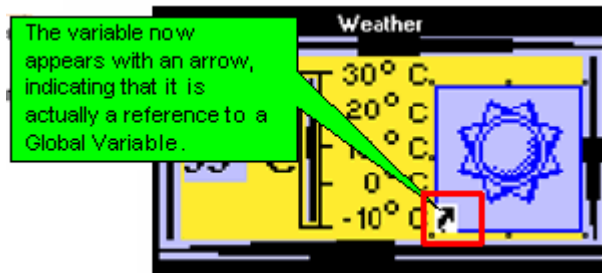 Weather
The variable now
appears with an arrow,
indicating that it is
actually a reference to a
Global Variable.
30° C.
20° C
10° C.
0° C
-10° C